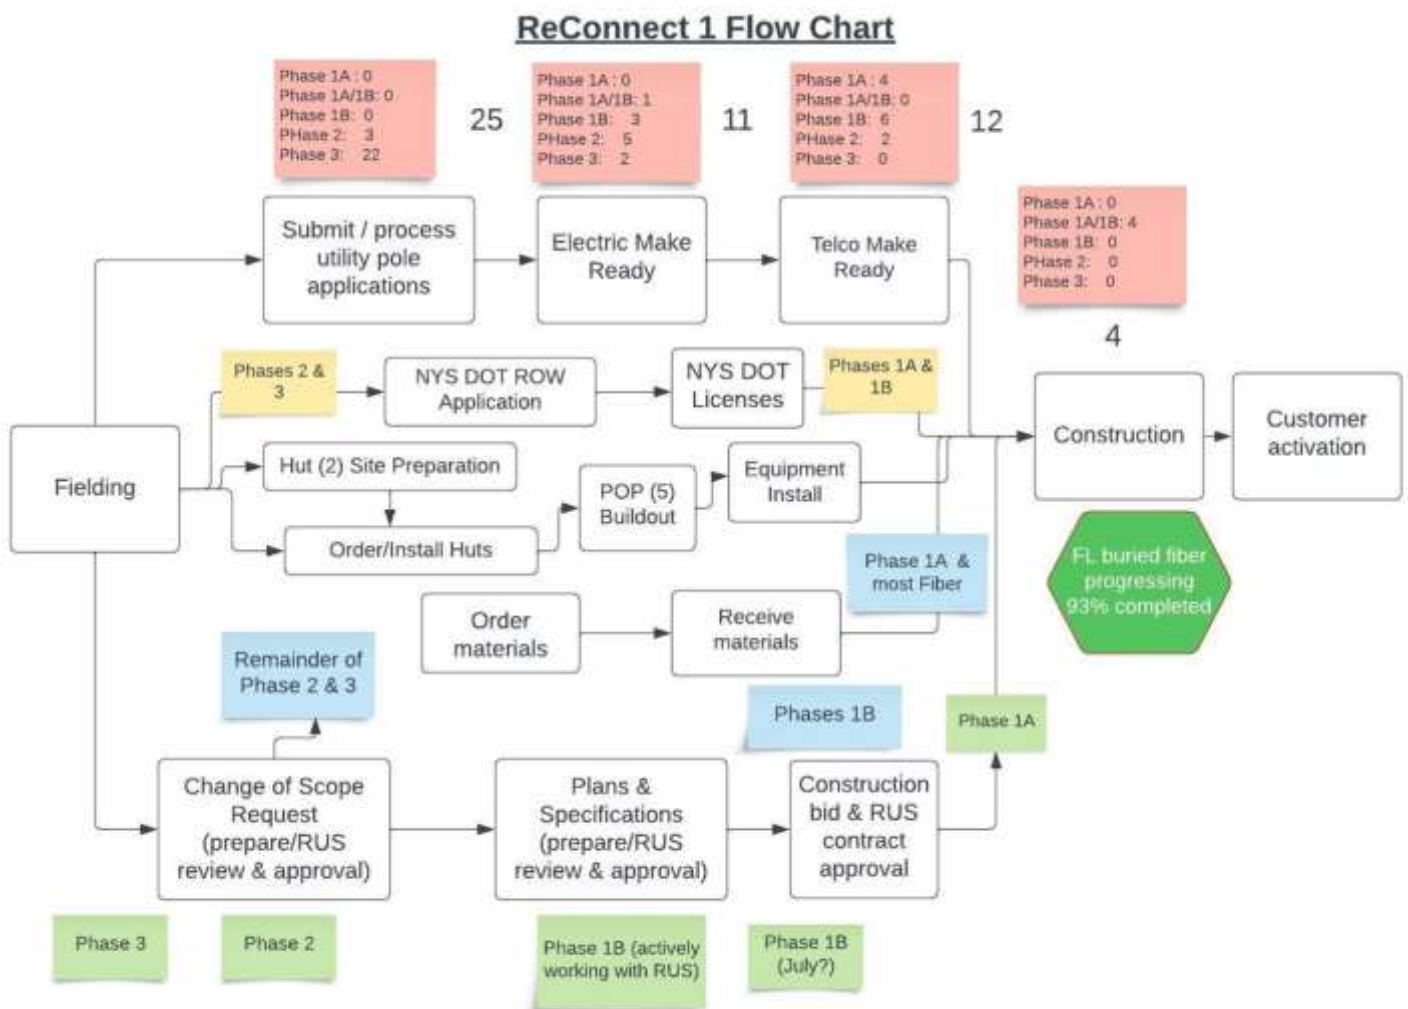 ReConnect 1 Flow Chart
Phase 1A : 0
Phase 1A/1B: 0
Phase 1B: 0
PHase 2: 3
Phase 3: 22
25
Phase 1A : 0
Phase 1A/1B: 1
Phase 1B: 3
PHase 2: 5
Phase 3: 2
11
Phase 1A : 4
Phase 1A/1B: 0
Phase 1B: 6
PHase 2: 2
Phase 3: 0
12
Phase 1A : 0
Phase 1A/1B: 4
Phase 1B: 0
PHase 2: 0
Phase 3: 0
4
Submit / process
utility pole
applications
Electric Make
Ready
Telco Make
Ready
Phases 2 &
3
NYS DOT ROW
Application
NYS DOT
Licenses
Phases 1A &
1B
Construction
Customer
activation
Fielding
Hut (2) Site Preparation
Order/Install Huts
POP (5)
Buildout
Equipment
Install
Phase 1A &
most Fiber
FL buried fiber
progressing
93% completed
Order
materials
Receive
materials
Remainder of
Phase 2 & 3
Phases 1B
Phase 1A
Change of Scope
Request
(prepare/RUS
review & approval)
Plans &
Specifications
(prepare/RUS
review & approval)
Construction
bid & RUS
contract
approval
Phase 3
Phase 2
Phase 1B (actively
working with RUS)
Phase 1B
(July?)